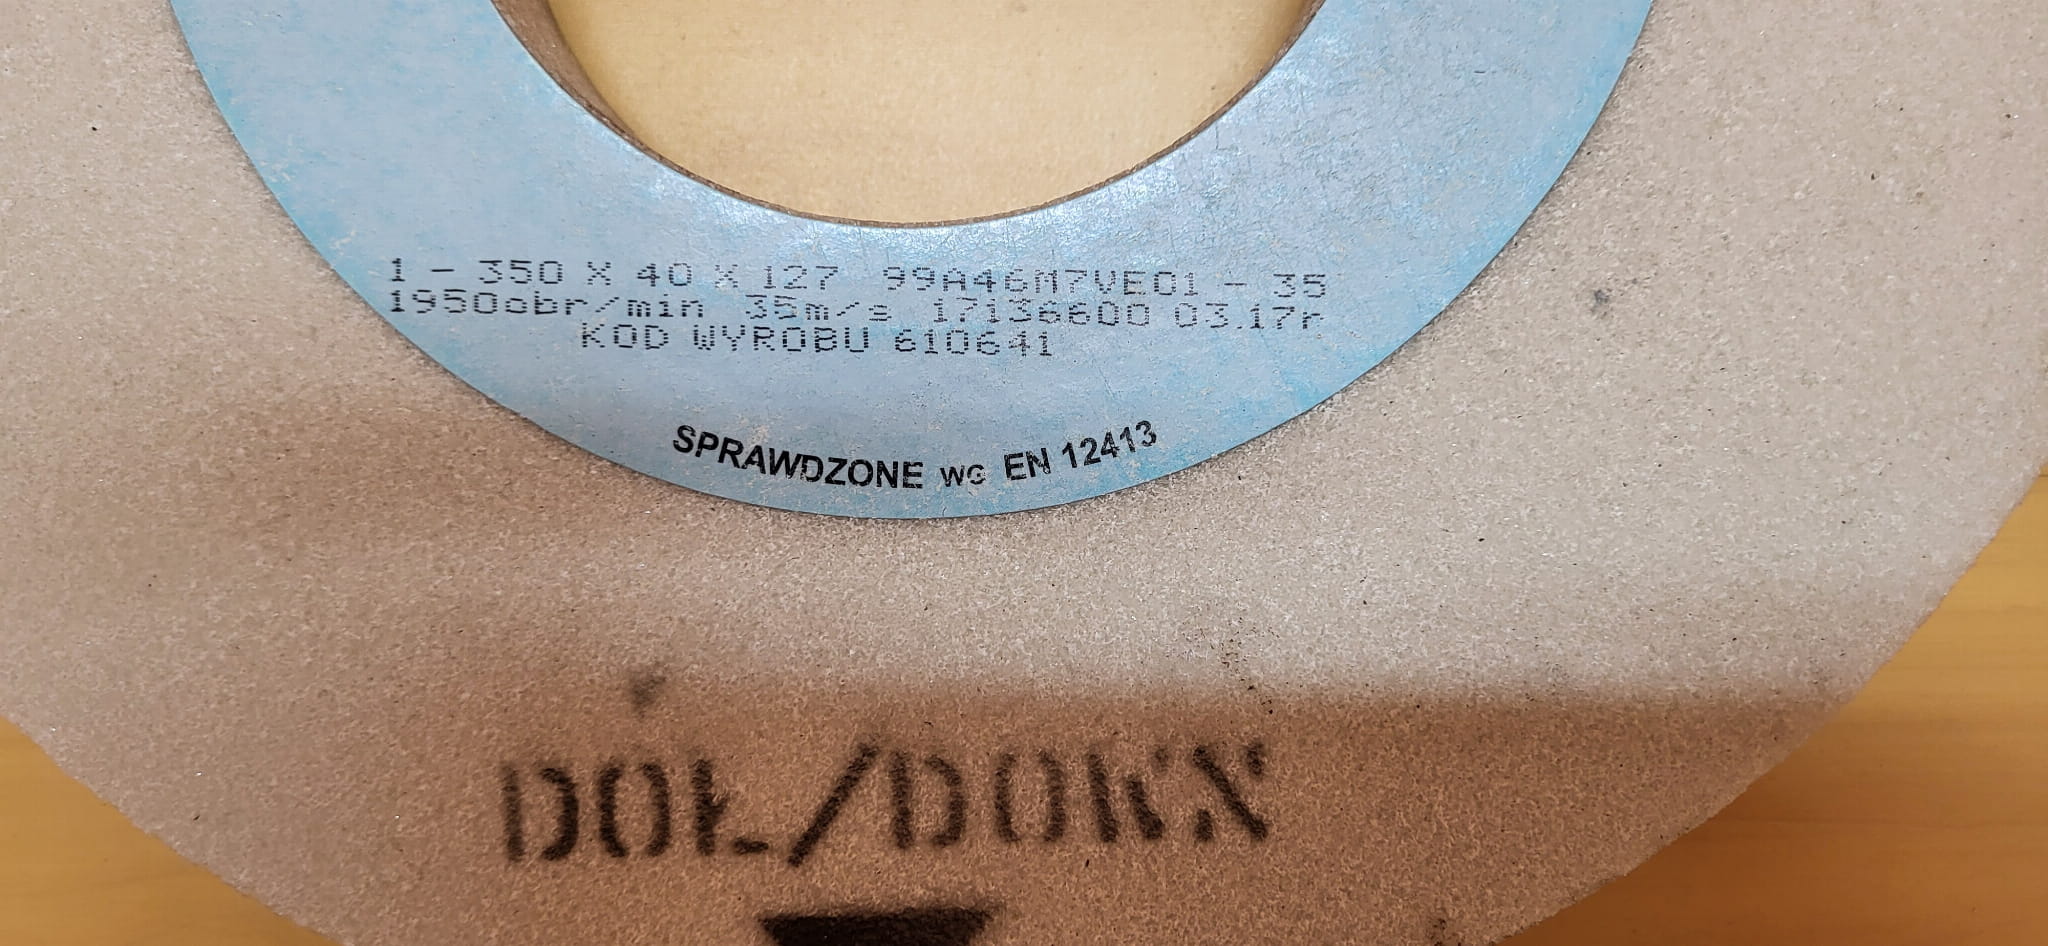 1 - 350 X 40 X 127 99A46M7VE01 - 35
1950obr/min 35m/s 17136600 03.17r
KOD WYROBU 610641
SPRAWDZONE WG EN 12413
DOŁ/DOWN